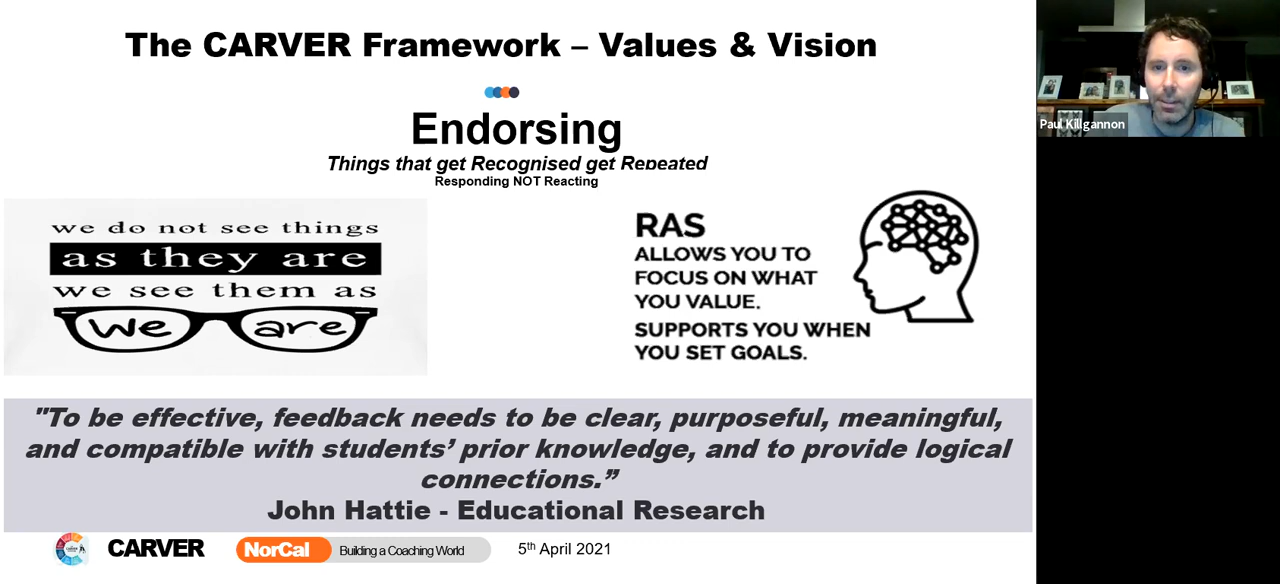 The CARVER Framework – Values & Vision
Endorsing
Things that get Recognised get Repeated
Responding NOT Reacting
we do not see things
as they are
we see them as
we are
RAS
ALLOWS YOU TO
FOCUS ON WHAT
YOU VALUE.
SUPPORTS YOU WHEN
YOU SET GOALS.
"To be effective, feedback needs to be clear, purposeful, meaningful,
and compatible with students’ prior knowledge, and to provide logical
connections.”
John Hattie - Educational Research
CARVER
NorCal Building a Coaching World
5th April 2021
Paul Killgannon